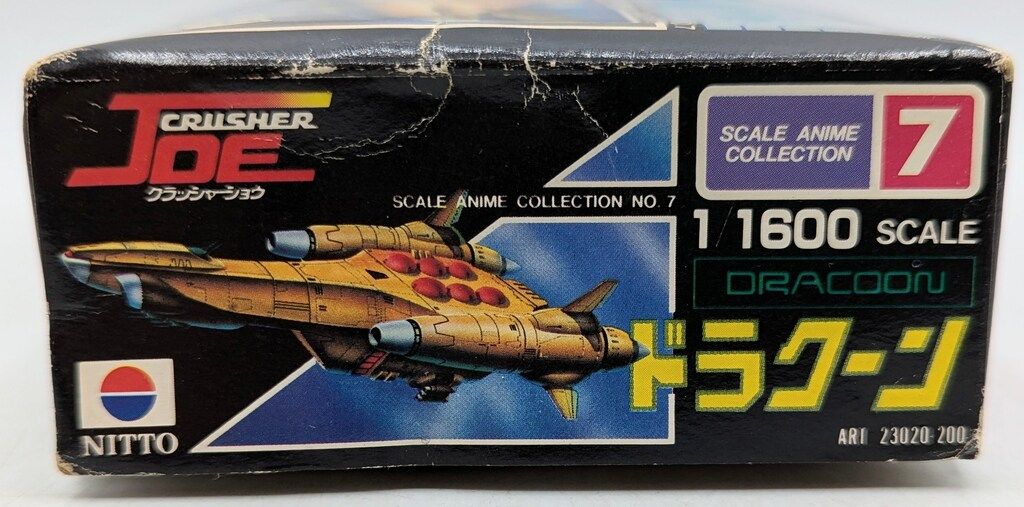 CRUSHER
JOE
クラッシャージョウ
SCALE ANIME COLLECTION NO. 7
SCALE ANIME
COLLECTION
7
1/1600 SCALE
DRACOON
ドラクーン
NITTO
ART 23020-200